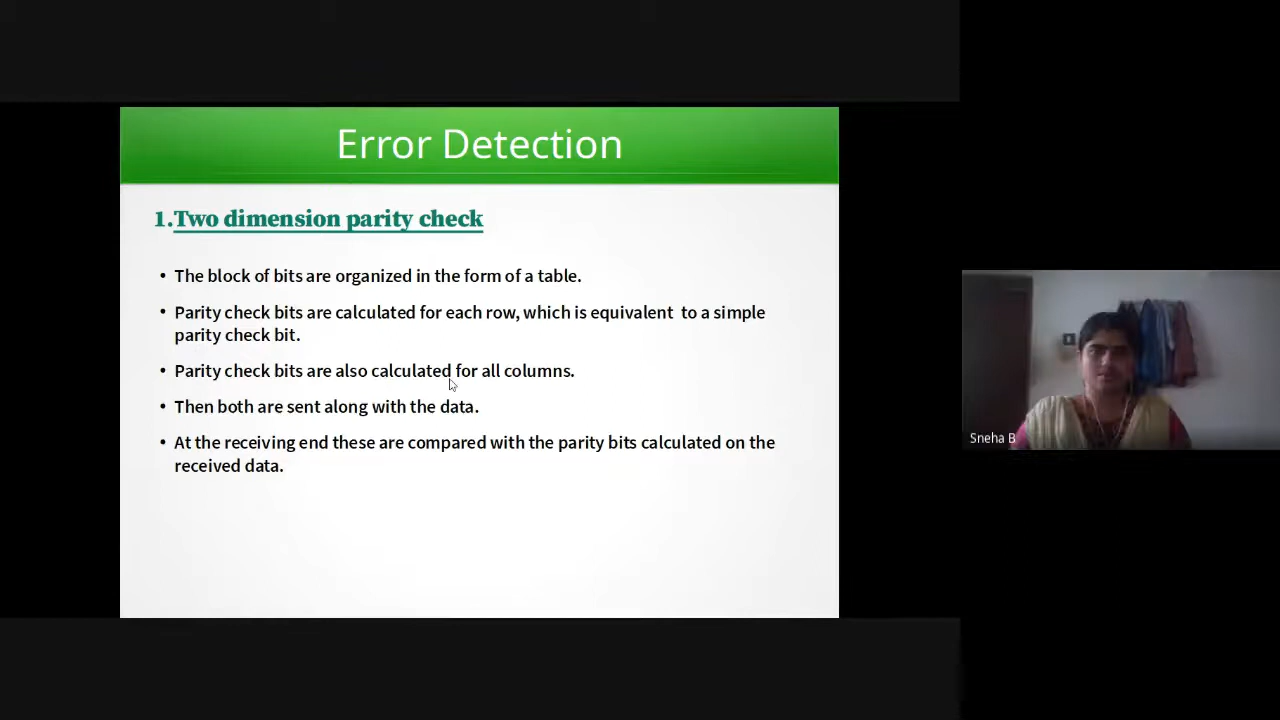 Error Detection
1.Two dimension parity check
• The block of bits are organized in the form of a table.
• Parity check bits are calculated for each row, which is equivalent to a simple
parity check bit.
• Parity check bits are also calculated for all columns.
• Then both are sent along with the data.
• At the receiving end these are compared with the parity bits calculated on the
received data.
Sneha B